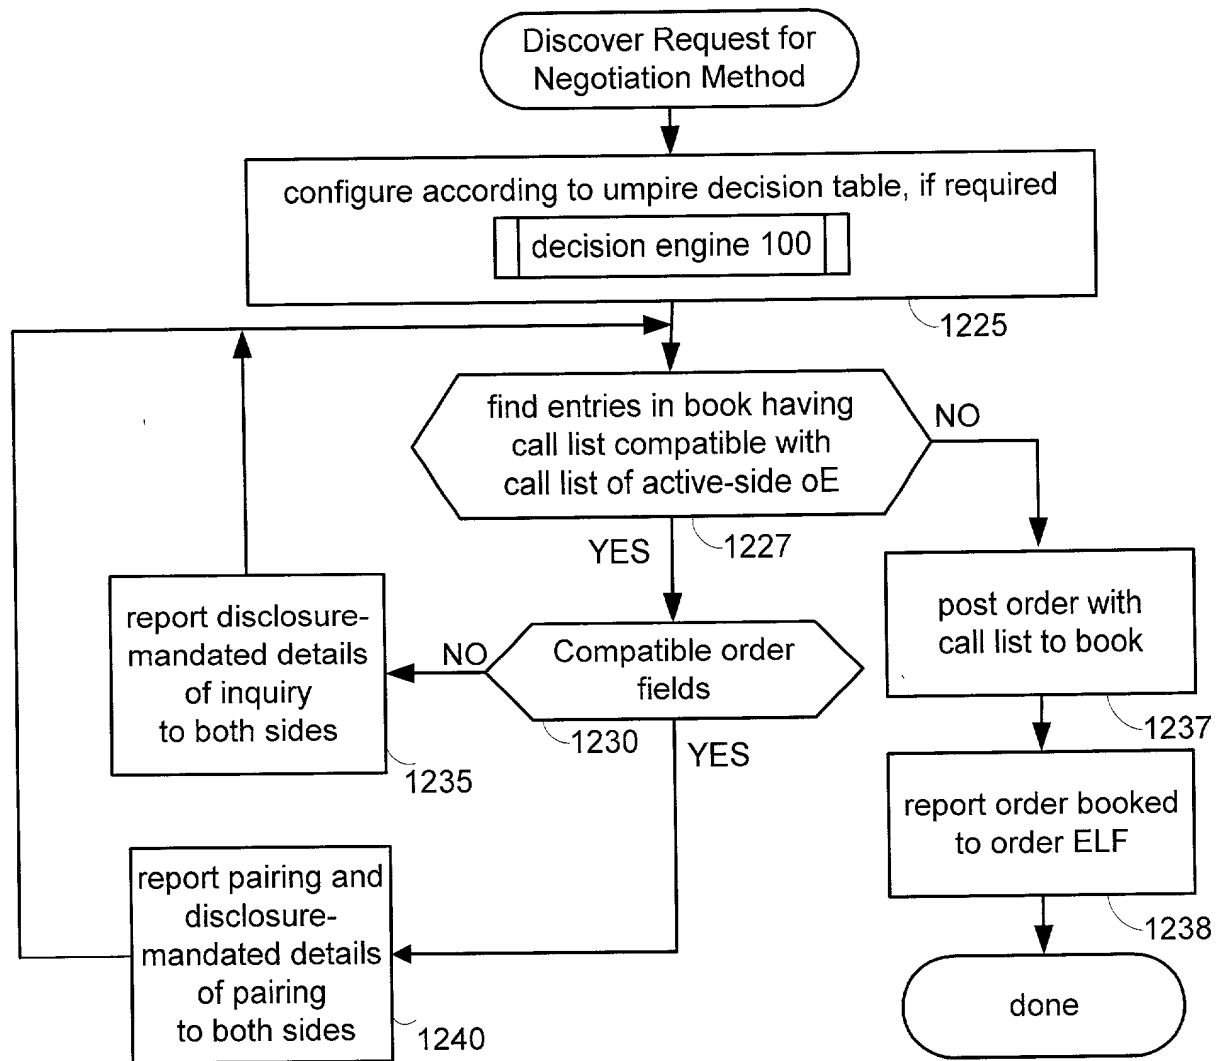 Discover Request for
Negotiation Method
configure according to umpire decision table, if required
decision engine 100
1225
find entries in book having
call list compatible with
call list of active-side oE
NO
1227
YES
post order with
call list to book
1237
report disclosure-
mandated details
of inquiry
to both sides
1235
NO
Compatible order
fields
1230
YES
report order booked
to order ELF
1238
report pairing and
disclosure-
mandated details
of pairing
to both sides
1240
done